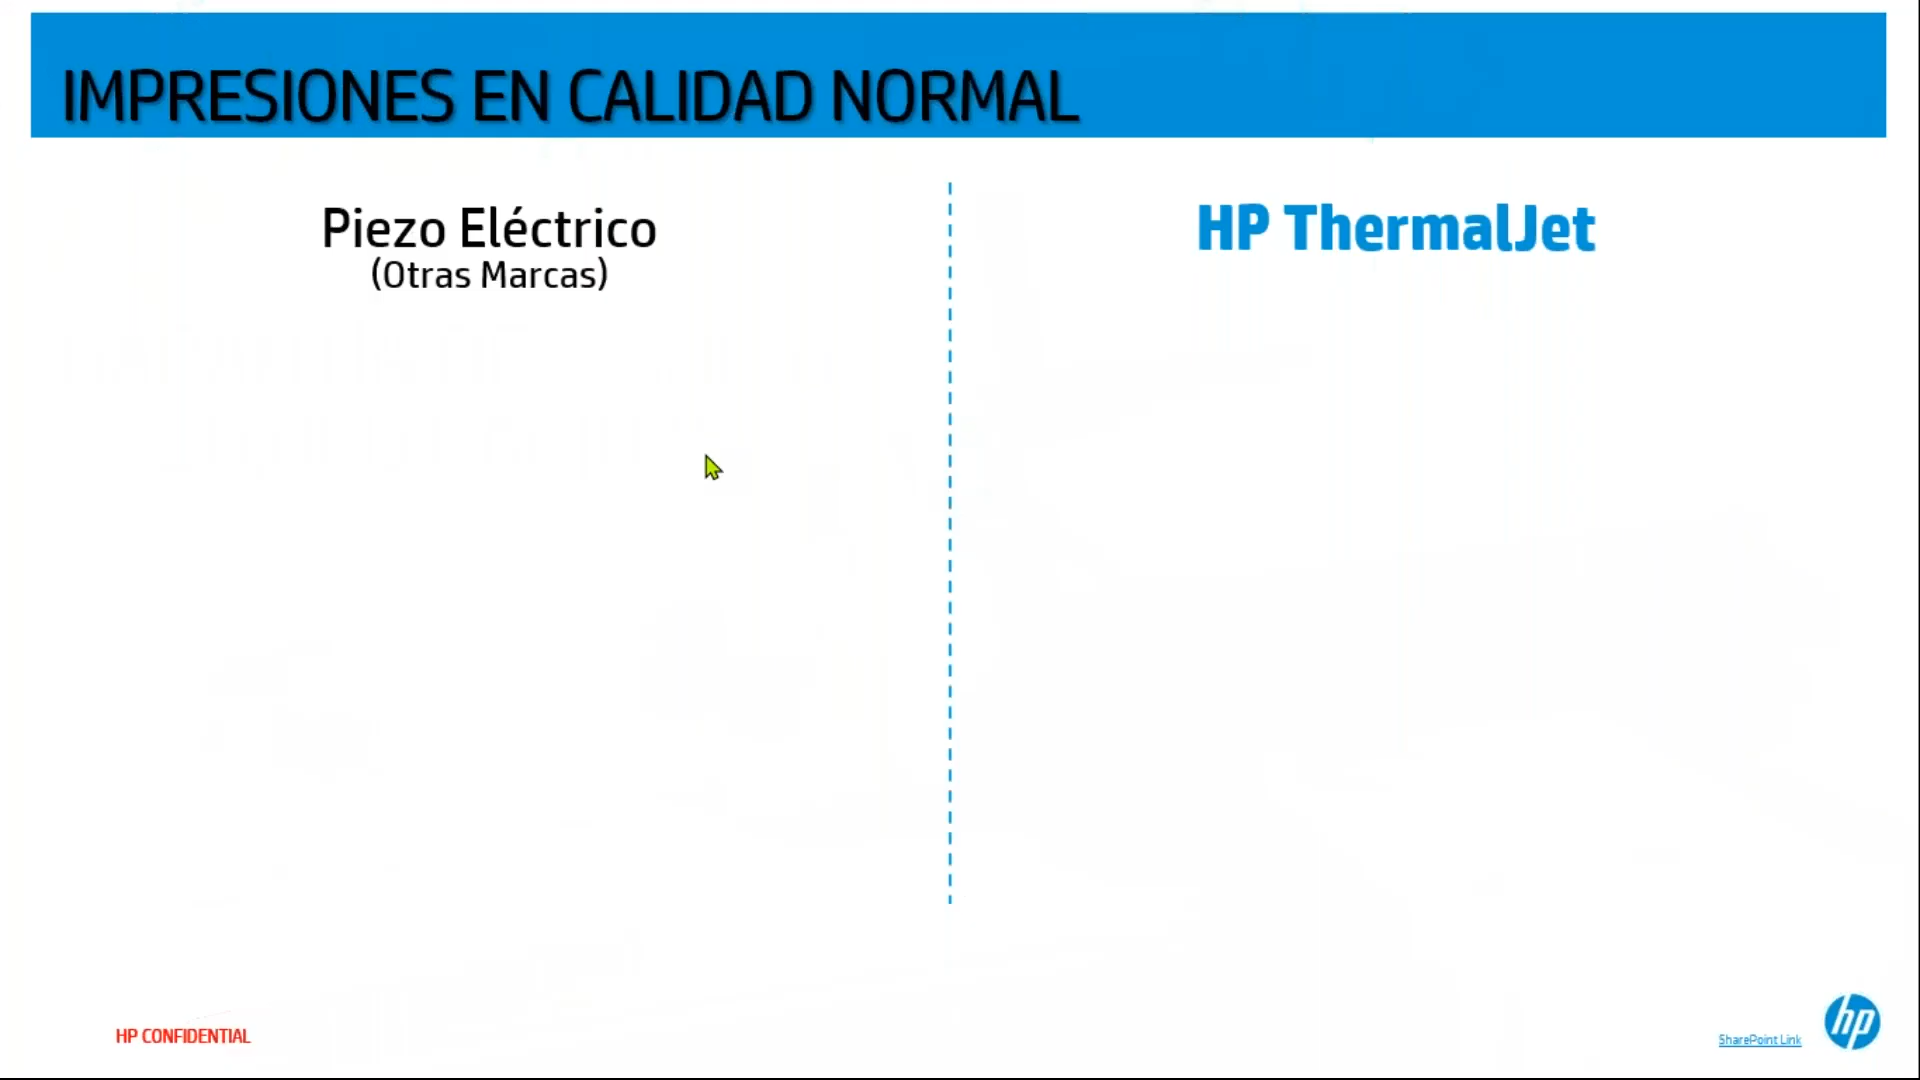 IMPRESIONES EN CALIDAD NORMAL
Piezo Eléctrico
(Otras Marcas)
HP ThermalJet
HP CONFIDENTIAL
SharePoint Link
hp